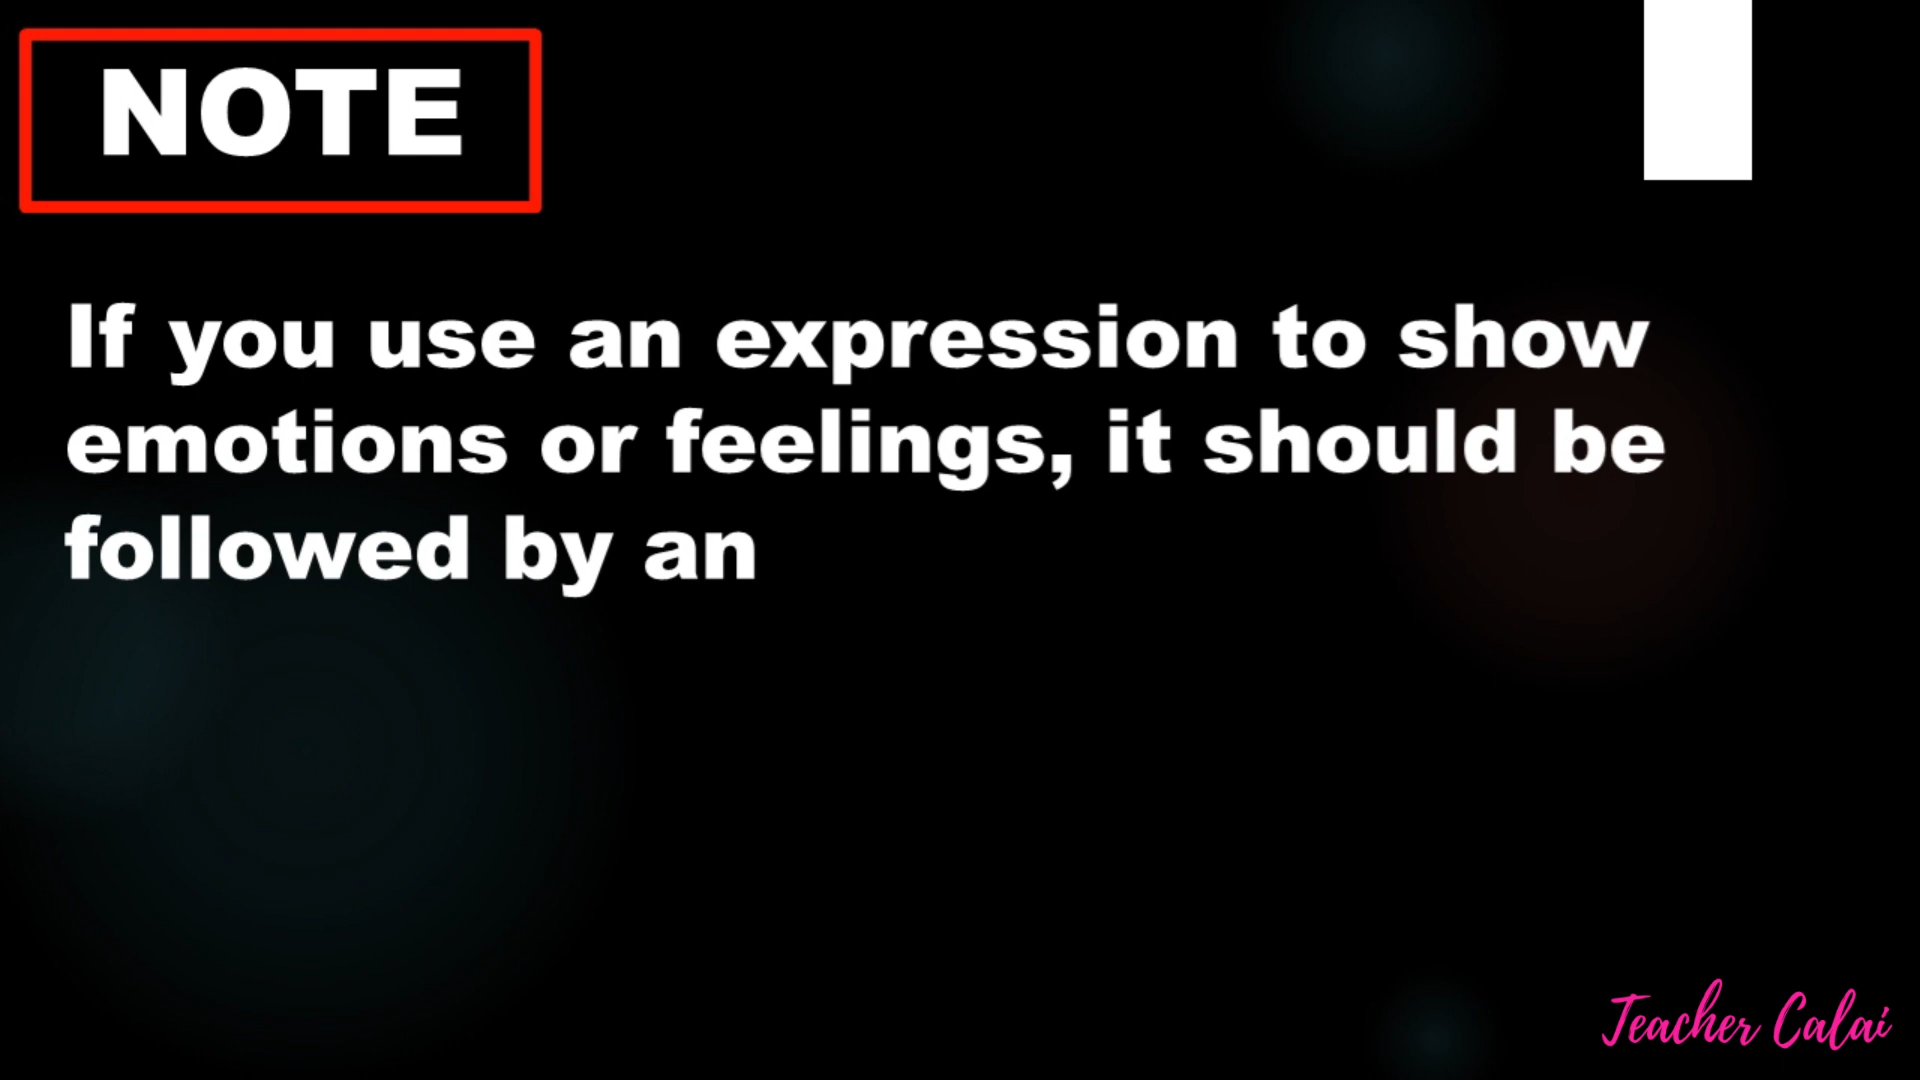 NOTE
If you use an expression to show
emotions or feelings, it should be
followed by an
Teacher Calai